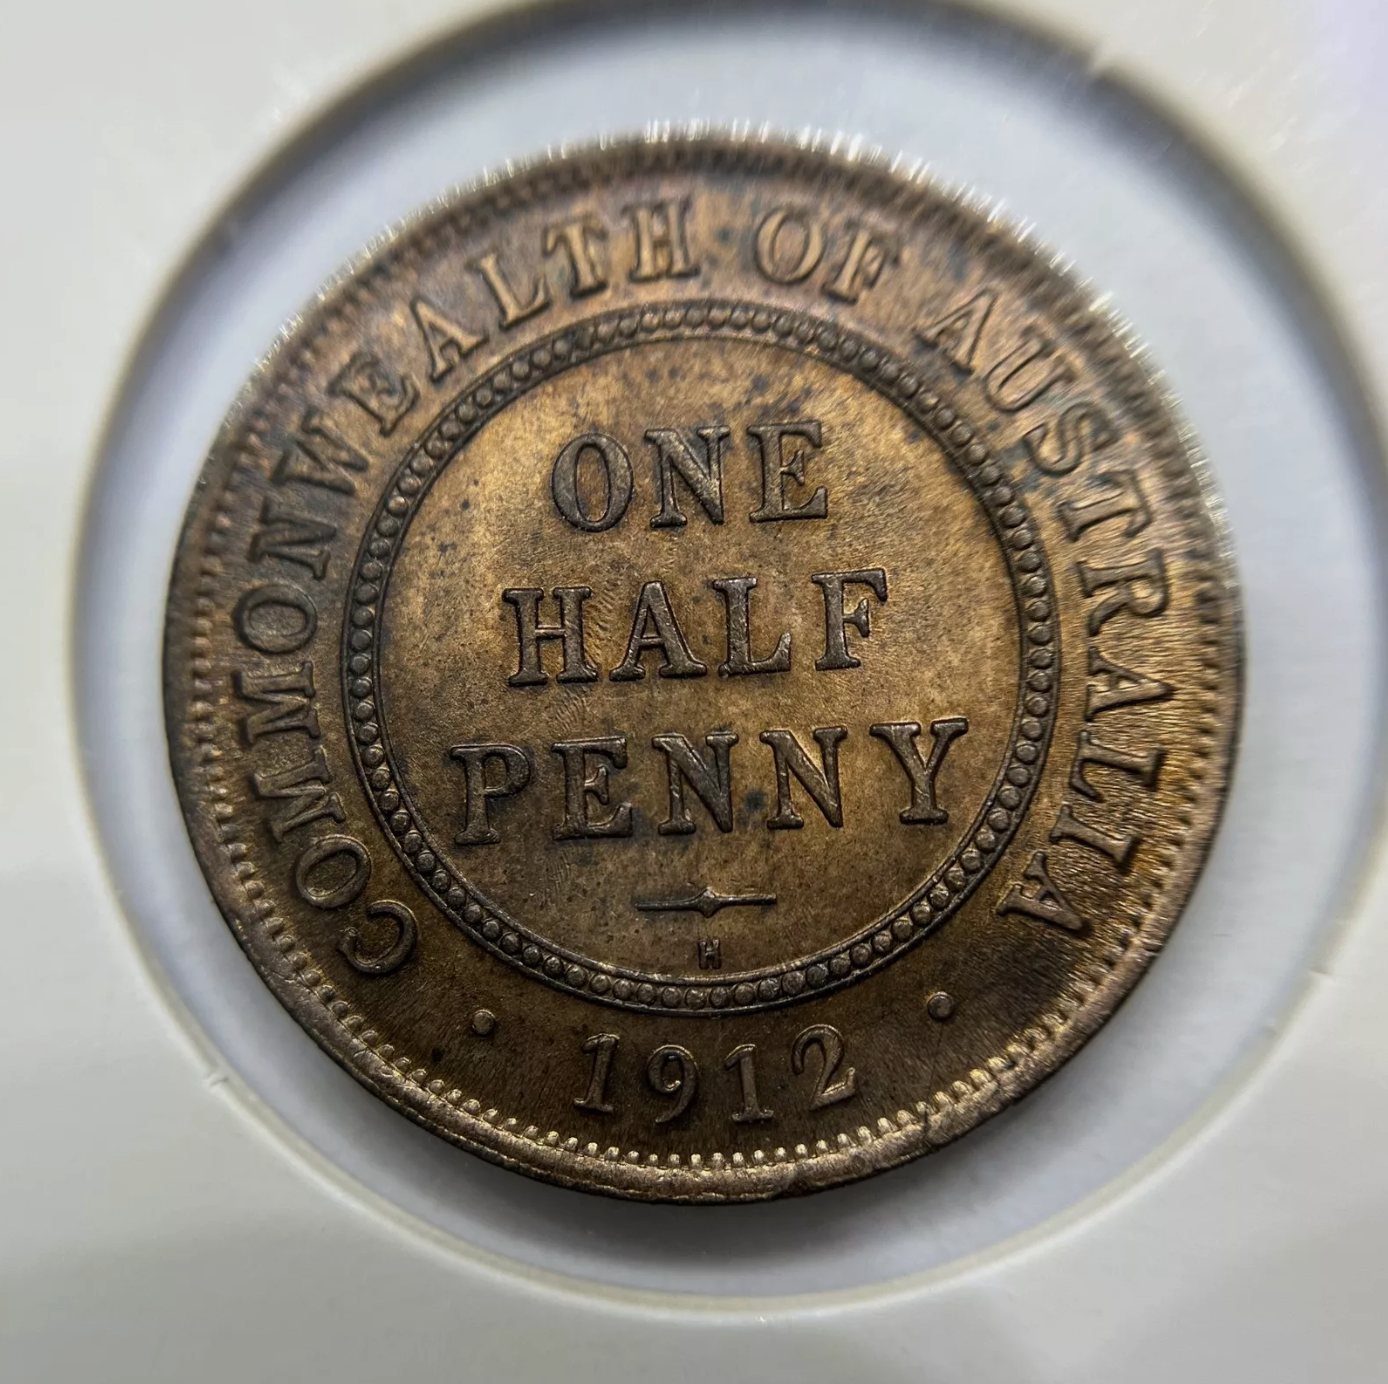 COMMONWEALTH OF AUSTRALIA
ONE
HALF
PENNY
H
· 1912 ·